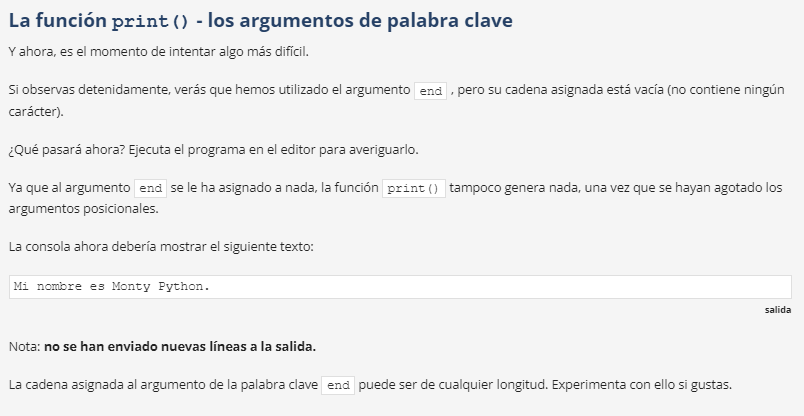 La función print() - los argumentos de palabra clave
Y ahora, es el momento de intentar algo más difícil.
Si observas detenidamente, verás que hemos utilizado el argumento end , pero su cadena asignada está vacía (no contiene ningún
carácter).
¿Qué pasará ahora? Ejecuta el programa en el editor para averiguarlo.
Ya que al argumento end se le ha asignado a nada, la función print() tampoco genera nada, una vez que se hayan agotado los
argumentos posicionales.
La consola ahora debería mostrar el siguiente texto:
Mi nombre es Monty Python.
salida
Nota: no se han enviado nuevas líneas a la salida.
La cadena asignada al argumento de la palabra clave end puede ser de cualquier longitud. Experimenta con ello si gustas.